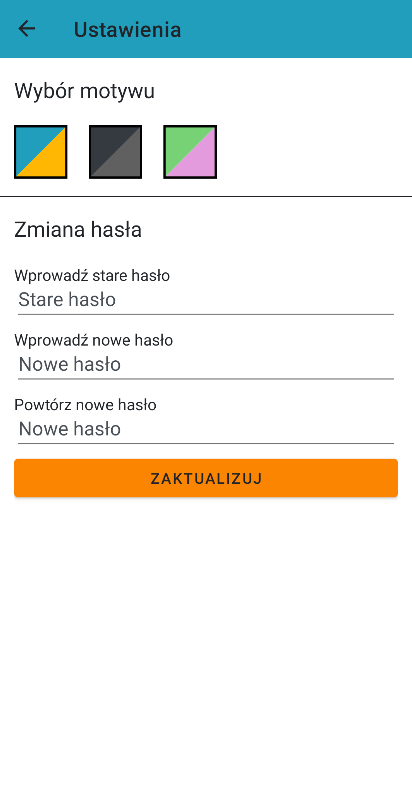 Ustawienia
Wybór motywu
Zmiana hasła
Wprowadź stare hasło
Stare hasło
Wprowadź nowe hasło
Nowe hasło
Powtórz nowe hasło
Nowe hasło
ZAKTUALIZUJ